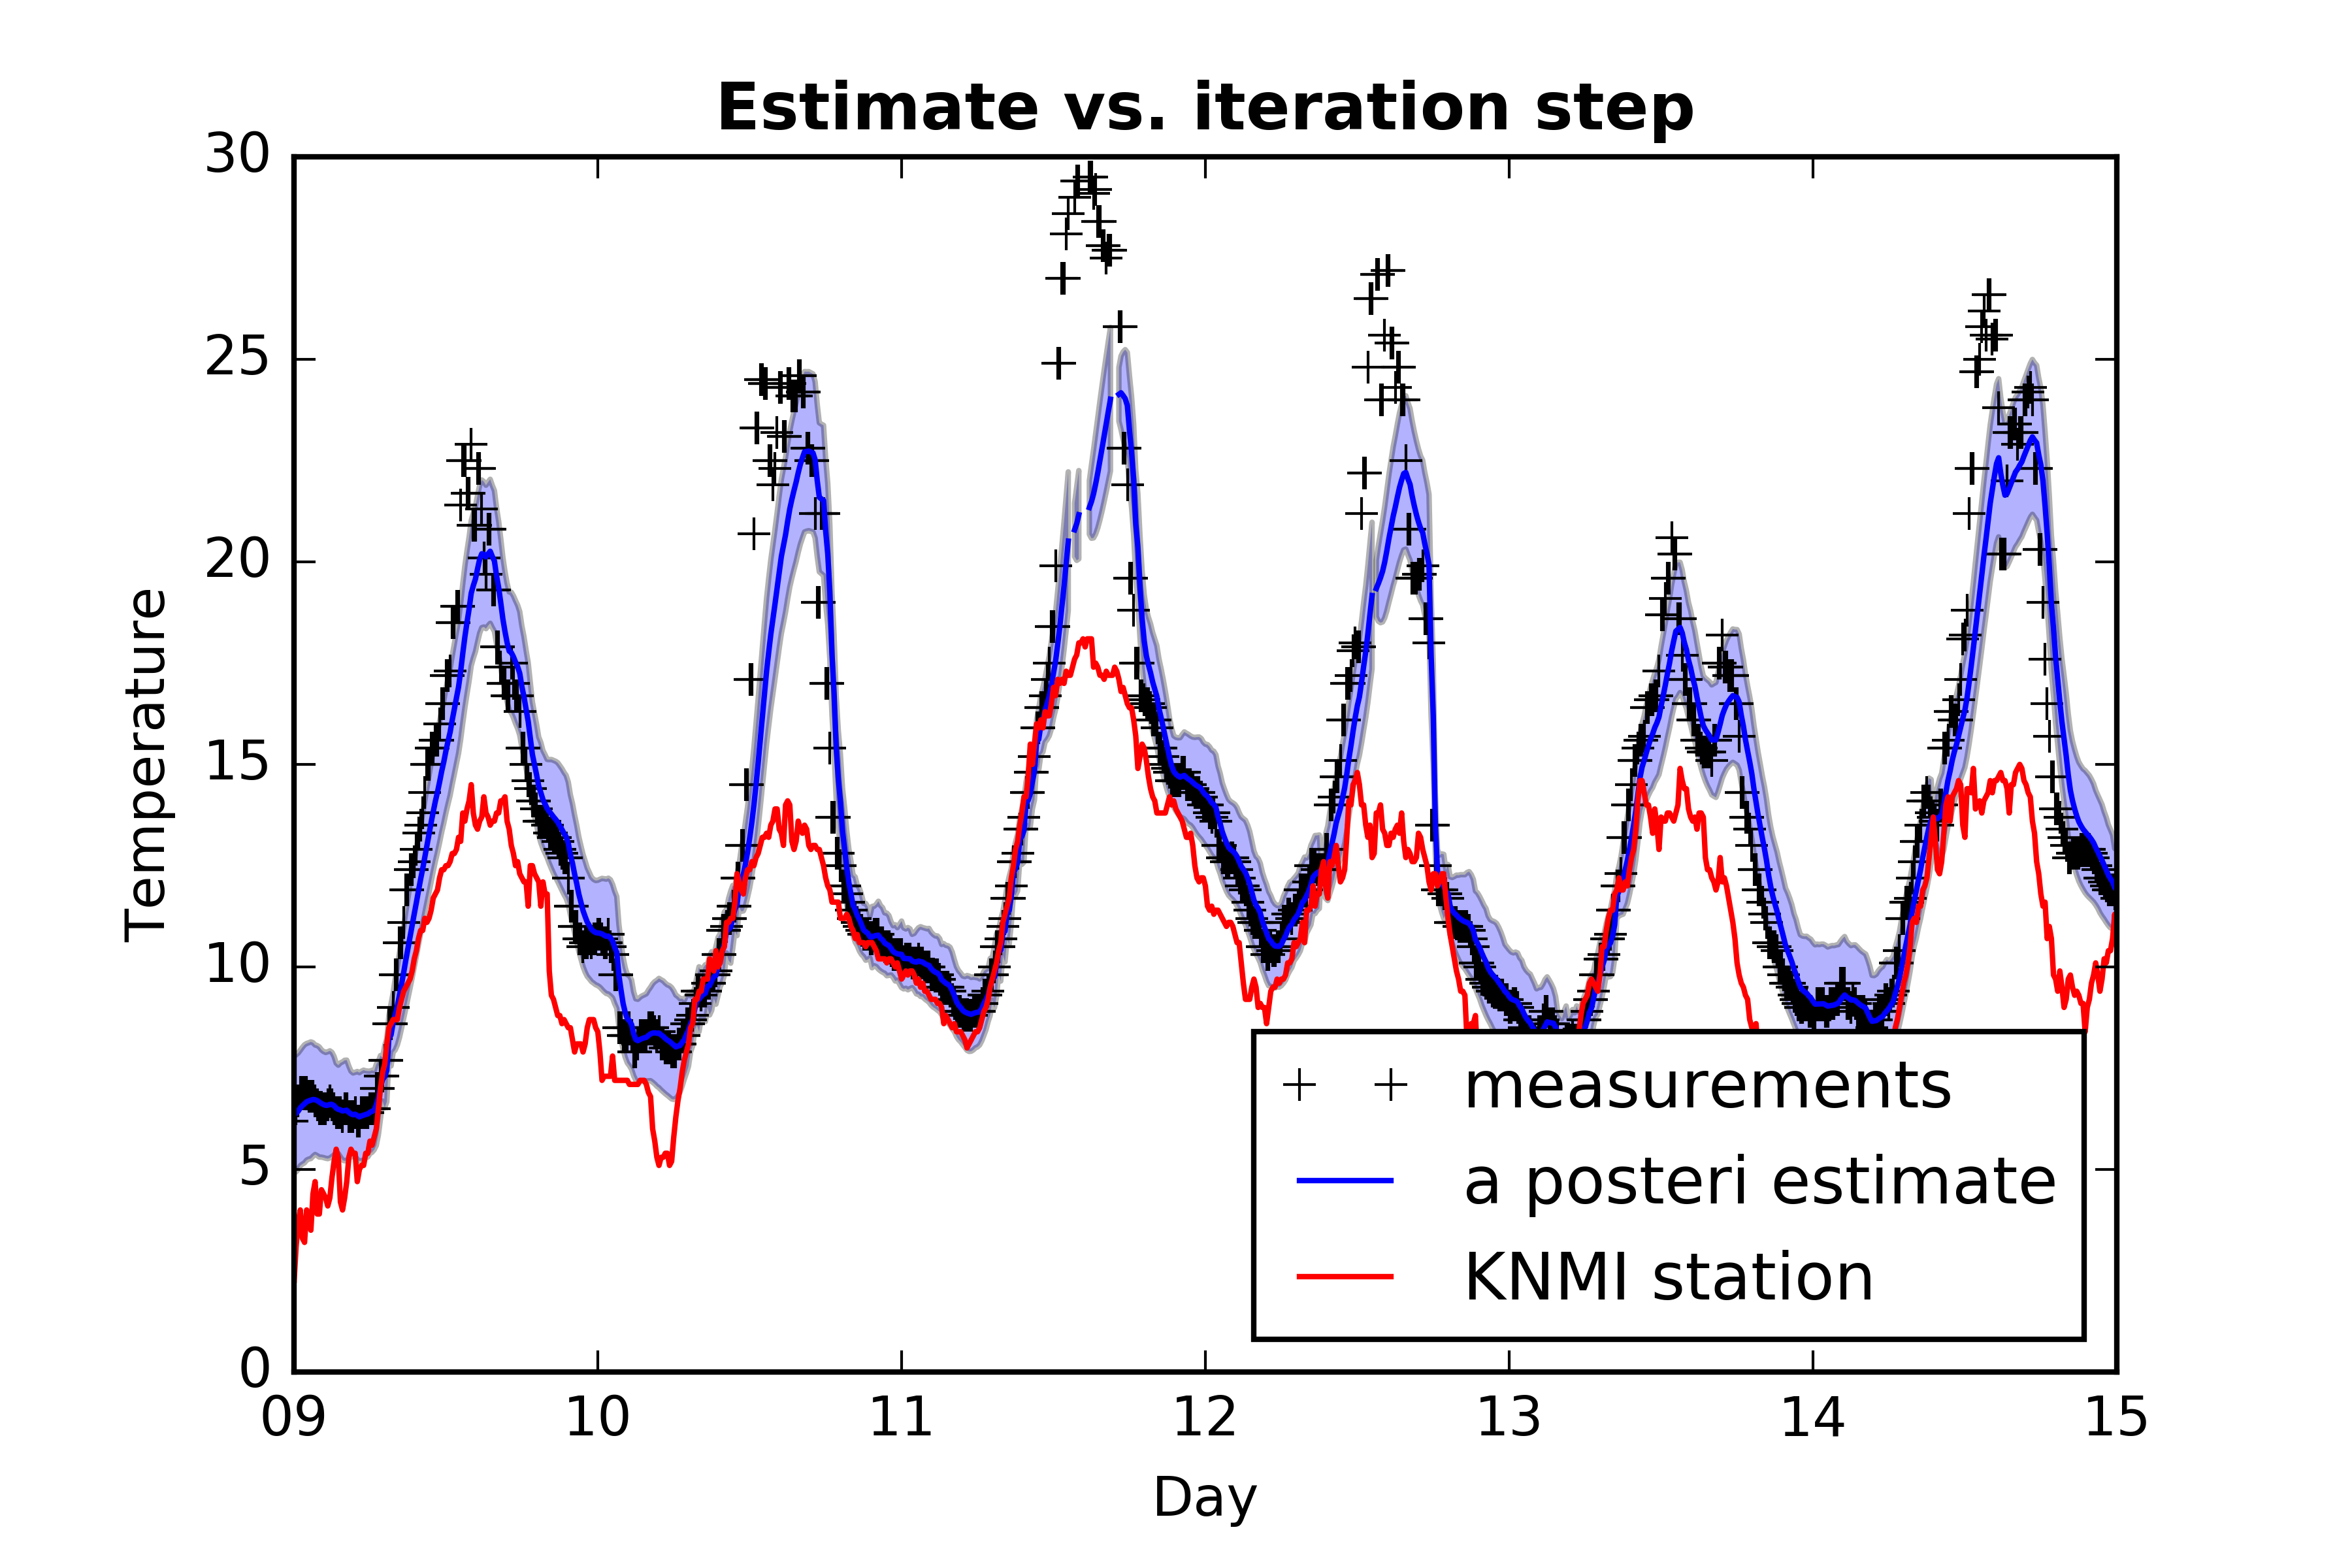 Estimate vs. iteration step
30
25
20
15
10
5
0
Temperature
09
10
11
12
13
14
15
Day
measurements
a posteri estimate
KNMI station